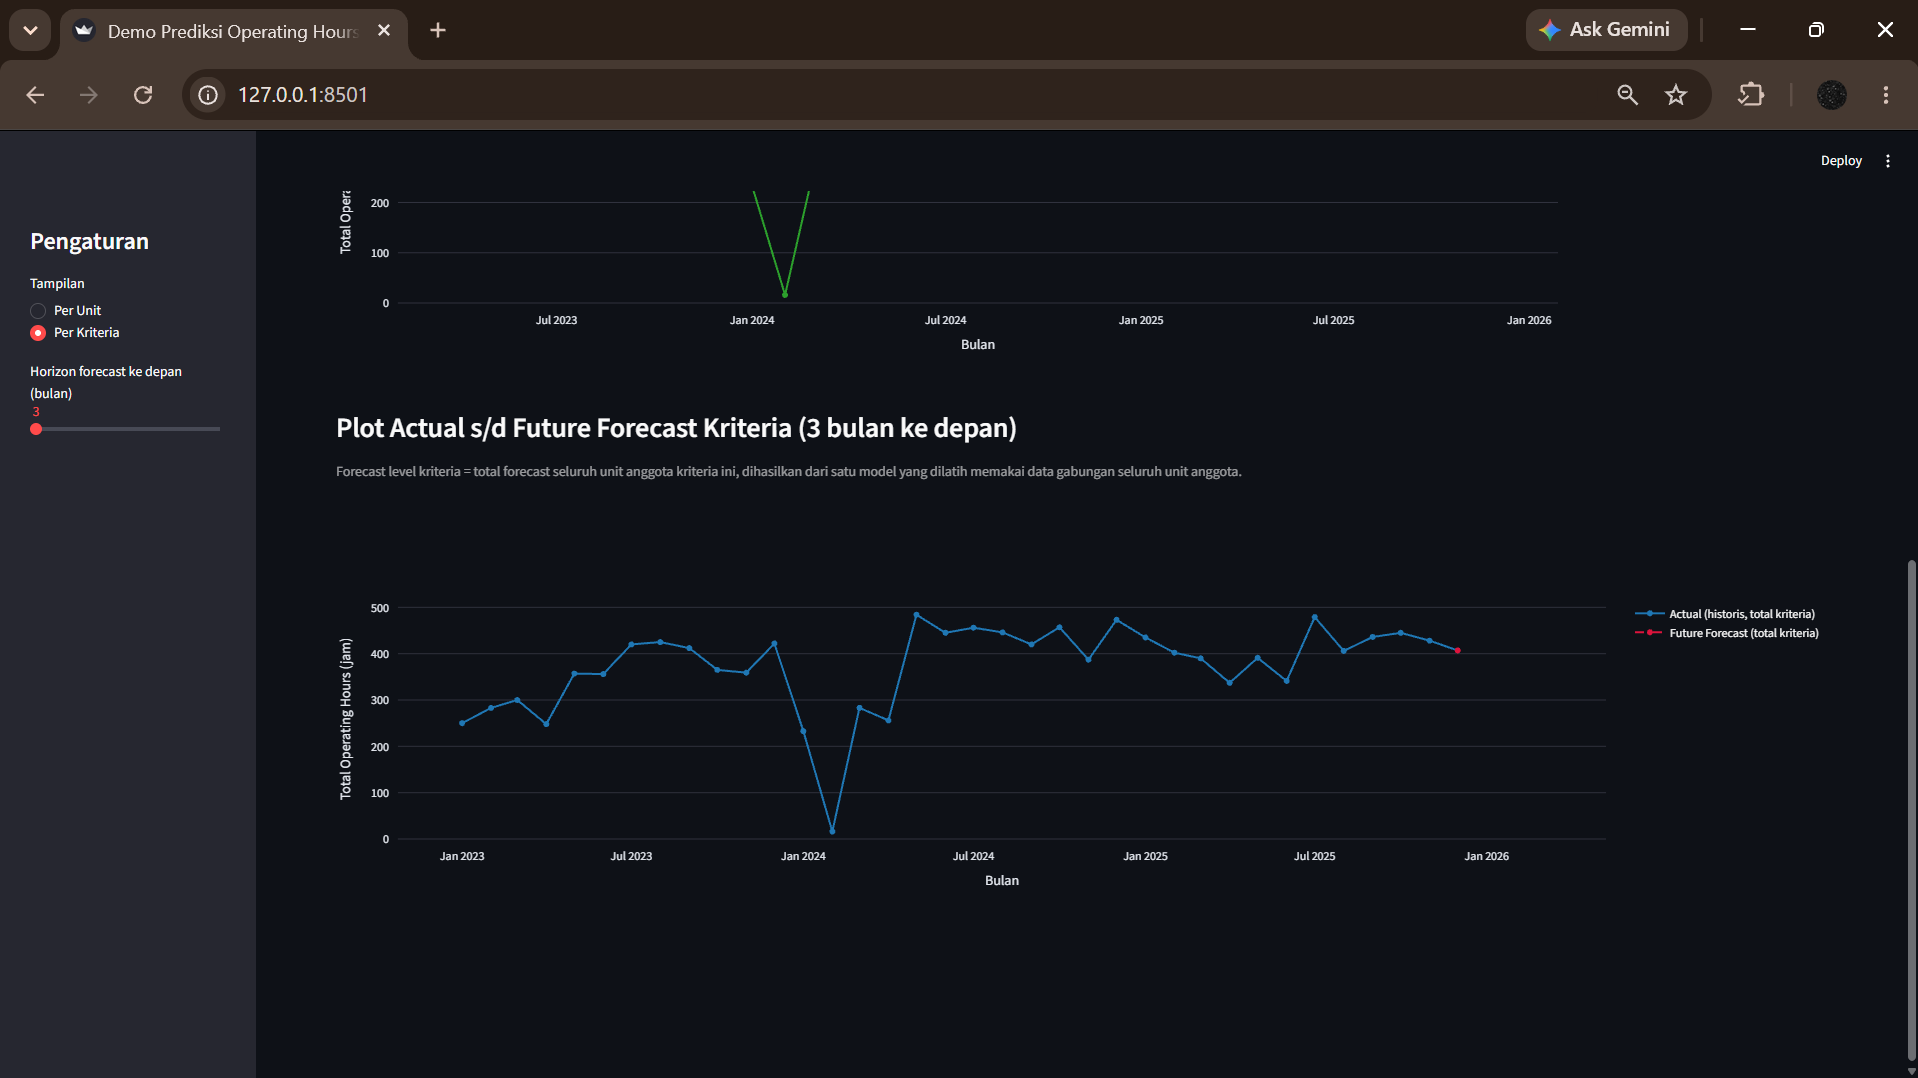 Demo Prediksi Operating Hours
Ask Gemini
127.0.0.1:8501
Deploy
Pengaturan
Tampilan
Per Unit
Per Kriteria
Horizon forecast ke depan
(bulan)
3
Total Opera
200
100
0
Jul 2023
Jan 2024
Jul 2024
Jan 2025
Jul 2025
Jan 2026
Bulan
Plot Actual s/d Future Forecast Kriteria (3 bulan ke depan)
Forecast level kriteria = total forecast seluruh unit anggota kriteria ini, dihasilkan dari satu model yang dilatih memakai data gabungan seluruh unit anggota.
Total Operating Hours (jam)
500
400
300
200
100
0
Jan 2023
Jul 2023
Jan 2024
Jul 2024
Jan 2025
Jul 2025
Jan 2026
Bulan
Actual (historis, total kriteria)
Future Forecast (total kriteria)